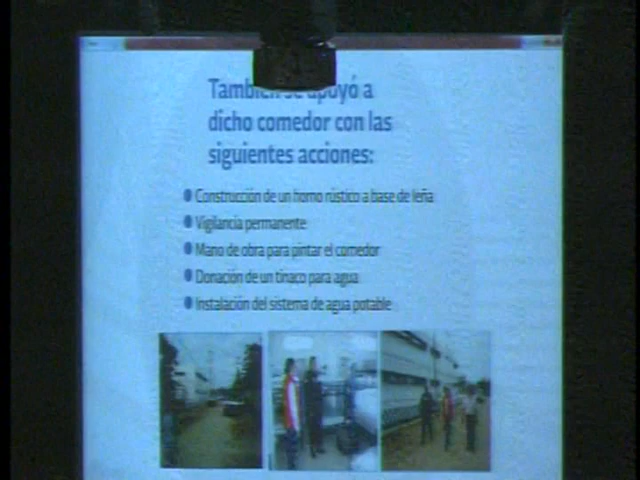 También se apoyó a
dicho comedor con las
siguientes acciones:
Construcción de un horno rústico a base de leña
Vigilancia permanente
Mano de obra para pintar el comedor
Donación de un tinaco para agua
Instalación del sistema de agua potable